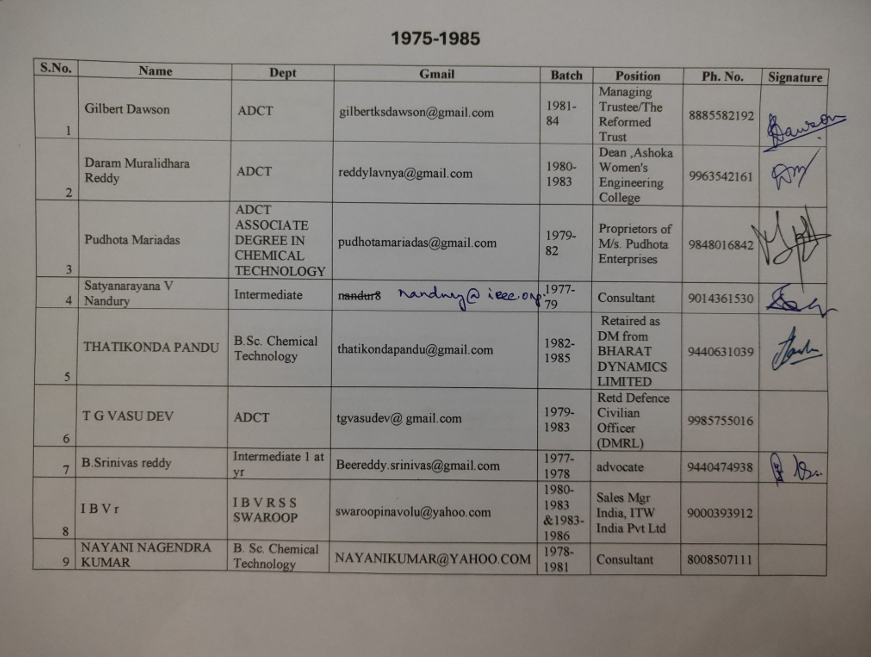 1975-1985
S.No. Name Dept Gmail Batch Position Ph. No. Signature
1 Gilbert Dawson ADCT gilbertksdawson@gmail.com 1981-
84 Managing
Trustee/The
Reformed
Trust 8885582192 Dawson
2 Daram Muralidhara
Reddy ADCT reddylavnya@gmail.com 1980-
1983 Dean ,Ashoka
Women's
Engineering
College 9963542161
3 Pudhota Mariadas ADCT
ASSOCIATE
DEGREE IN
CHEMICAL
TECHNOLOGY pudhotamariadas@gmail.com 1979-
82 Proprietors of
M/s. Pudhota
Enterprises 9848016842
4 Satyanarayana V
Nandury Intermediate nandur8 nandury@ieee.org 1977-
79 Consultant 9014361530
5 THATIKONDA PANDU B.Sc. Chemical
Technology thatikondapandu@gmail.com 1982-
1985 Retaired as
DM from
BHARAT
DYNAMICS
LIMITED 9440631039
6 T G VASU DEV ADCT tgvasudev@ gmail.com 1979-
1983 Retd Defence
Civilian
Officer
(DMRL) 9985755016
7 B.Srinivas reddy Intermediate 1 at
yr Beereddy.srinivas@gmail.com 1977-
1978 advocate 9440474938
8 I B V r I B V R S S
SWAROOP swaroopinavolu@yahoo.com 1980-
1983
&1983-
1986 Sales Mgr
India, ITW
India Pvt Ltd 9000393912
9 NAYANI NAGENDRA
KUMAR B. Sc. Chemical
Technology NAYANIKUMAR@YAHOO.COM 1978-
1981 Consultant 8008507111